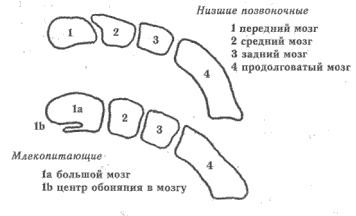 Низшие позвоночные
1 передний мозг
2 средний мозг
3 задний мозг
4 продолговатый мозг
1 2 3 4
1a 2 3 4
1b
Млекопитающие
1a большой мозг
1b центр обоняния в мозгу